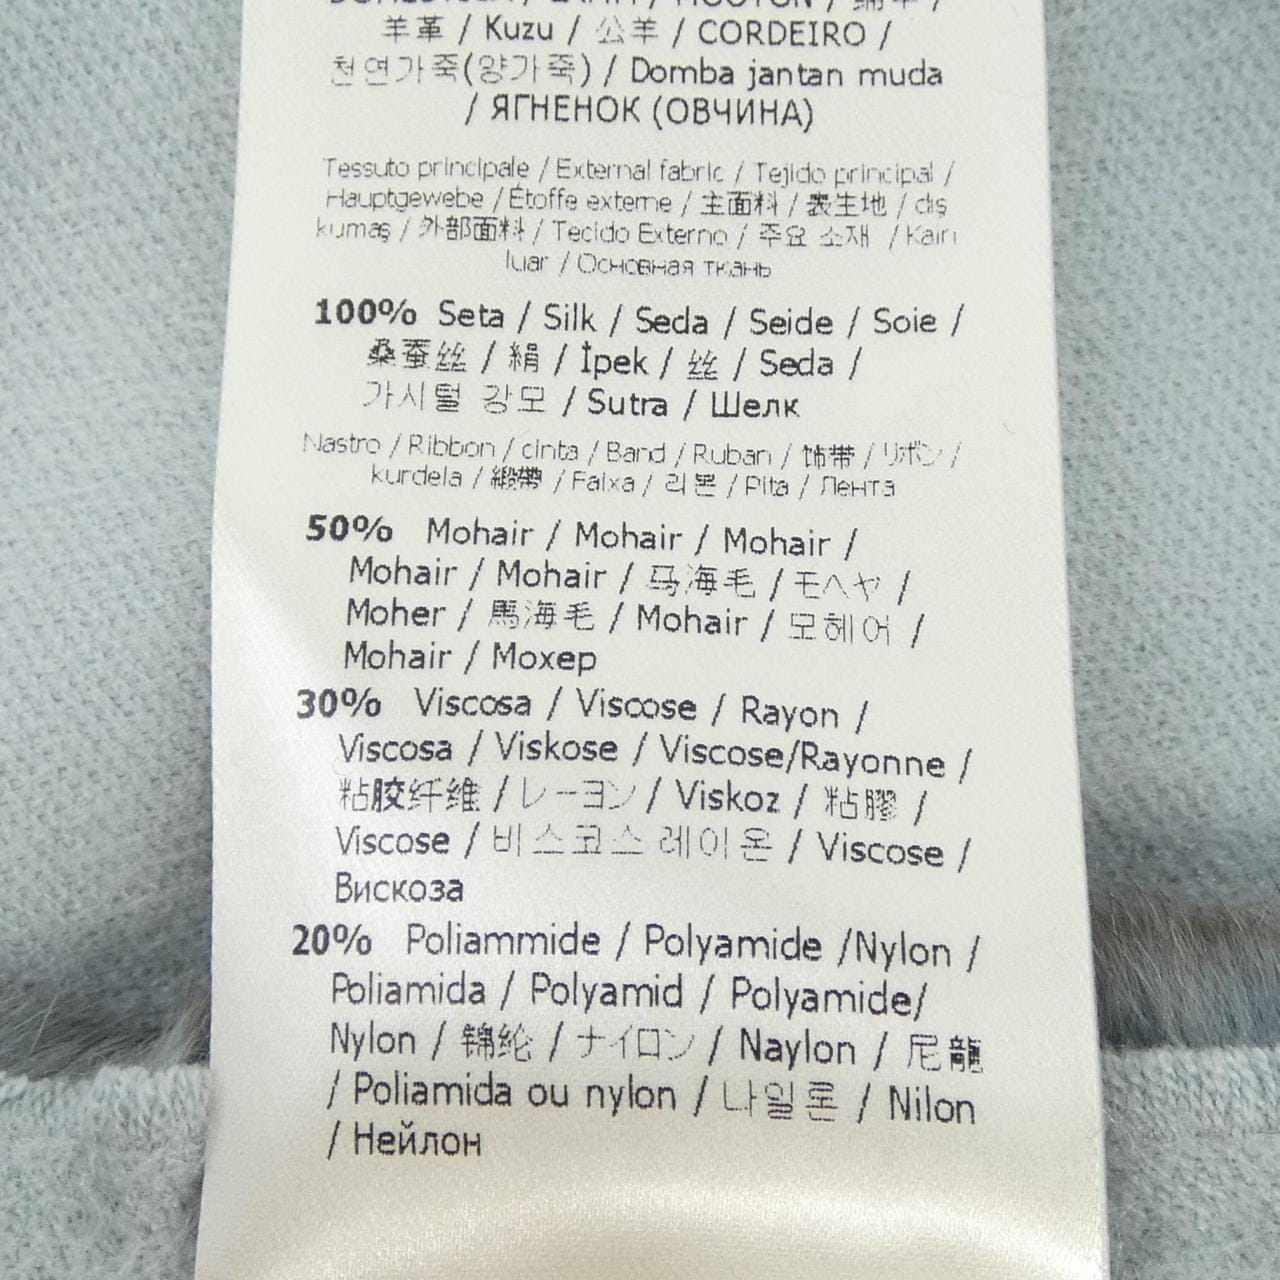 羊革 / Kuzu / 公羊 / CORDEIRO /
천연가죽(양가죽) / Domba jantan muda
/ ЯГНЕНОК (ОВЧИНА)
Tessuto principale / External fabric / Tejido principal /
Hauptgewebe / Étoffe externe / 主面料 / 表生地 / dış
kumaş / 外部面料 / Tecido Externo / 주요 소재 / Kain
luar / Основная ткань
100% Seta / Silk / Seda / Seide / Soie /
桑蚕丝 / 絹 / İpek / 丝 / Seda /
가시털 강모 / Sutra / Шелк
Nastro / Ribbon / cinta / Band / Ruban / 饰带 / リボン /
kurdela / 緞帶 / Faixa / 리본 / Pita / Лента
50% Mohair / Mohair / Mohair /
Mohair / Mohair / 马海毛 / モヘヤ /
Moher / 馬海毛 / Mohair / 모헤어 /
Mohair / Мохер
30% Viscosa / Viscose / Rayon /
Viscosa / Viskose / Viscose/Rayonne /
粘胶纤维 / レーヨン / Viskoz / 粘膠 /
Viscose / 비스코스 레이온 / Viscose /
Вискоза
20% Poliammide / Polyamide /Nylon /
Poliamida / Polyamid / Polyamide/
Nylon / 锦纶 / ナイロン / Naylon / 尼龍
/ Poliamida ou nylon / 나일론 / Nilon
/ Нейлон